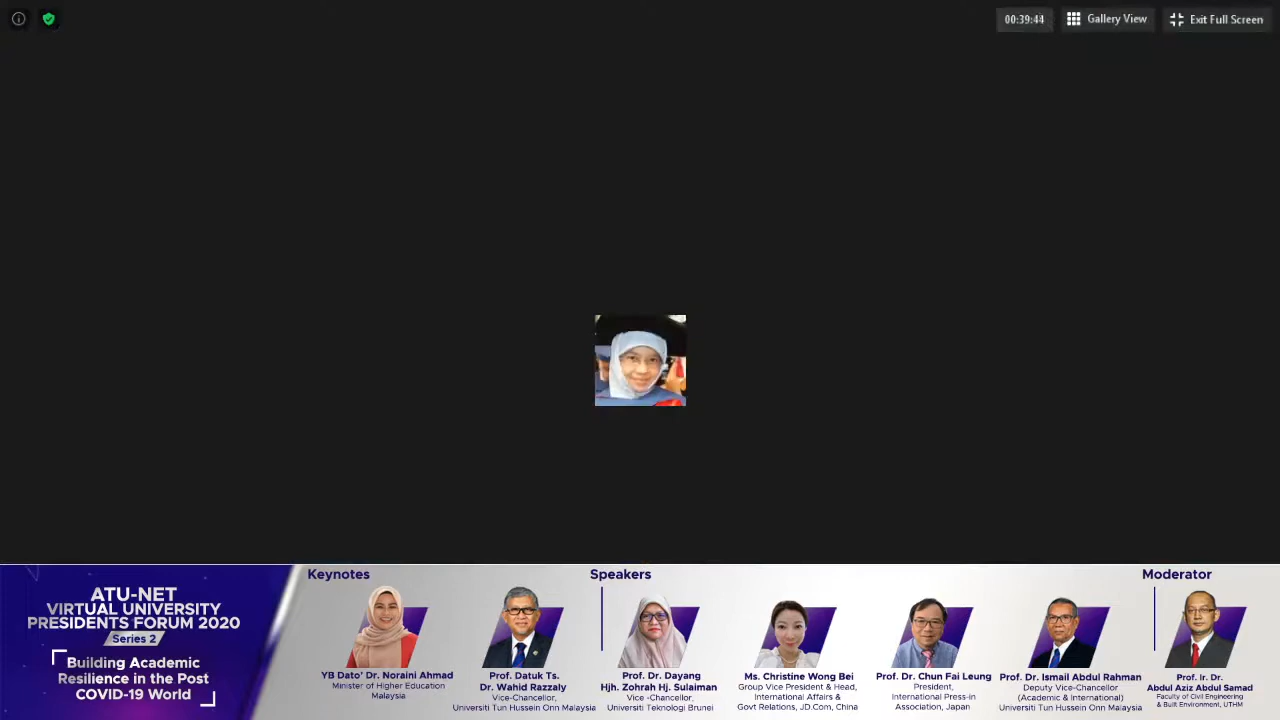 00:39:44
Gallery View
Exit Full Screen
ATU-NET
VIRTUAL UNIVERSITY
PRESIDENTS FORUM 2020
Series 2
Building Academic
Resilience in the Post
COVID-19 World
Keynotes
YB Dato' Dr. Noraini Ahmad
Minister of Higher Education
Malaysia
Prof. Datuk Ts.
Dr. Wahid Razzaly
Vice-Chancellor,
Universiti Tun Hussein Onn Malaysia
Speakers
Prof. Dr. Dayang
Hjh. Zohrah Hj. Sulaiman
Vice -Chancellor,
Universiti Teknologi Brunei
Ms. Christine Wong Bei
Group Vice President & Head,
International Affairs &
Govt Relations, JD.Com, China
Prof. Dr. Chun Fai Leung
President,
International Press-in
Association, Japan
Prof. Dr. Ismail Abdul Rahman
Deputy Vice-Chancellor
(Academic & International)
Universiti Tun Hussein Onn Malaysia
Moderator
Prof. Ir. Dr.
Abdul Aziz Abdul Samad
Faculty of Civil Engineering
& Built Environment, UTHM